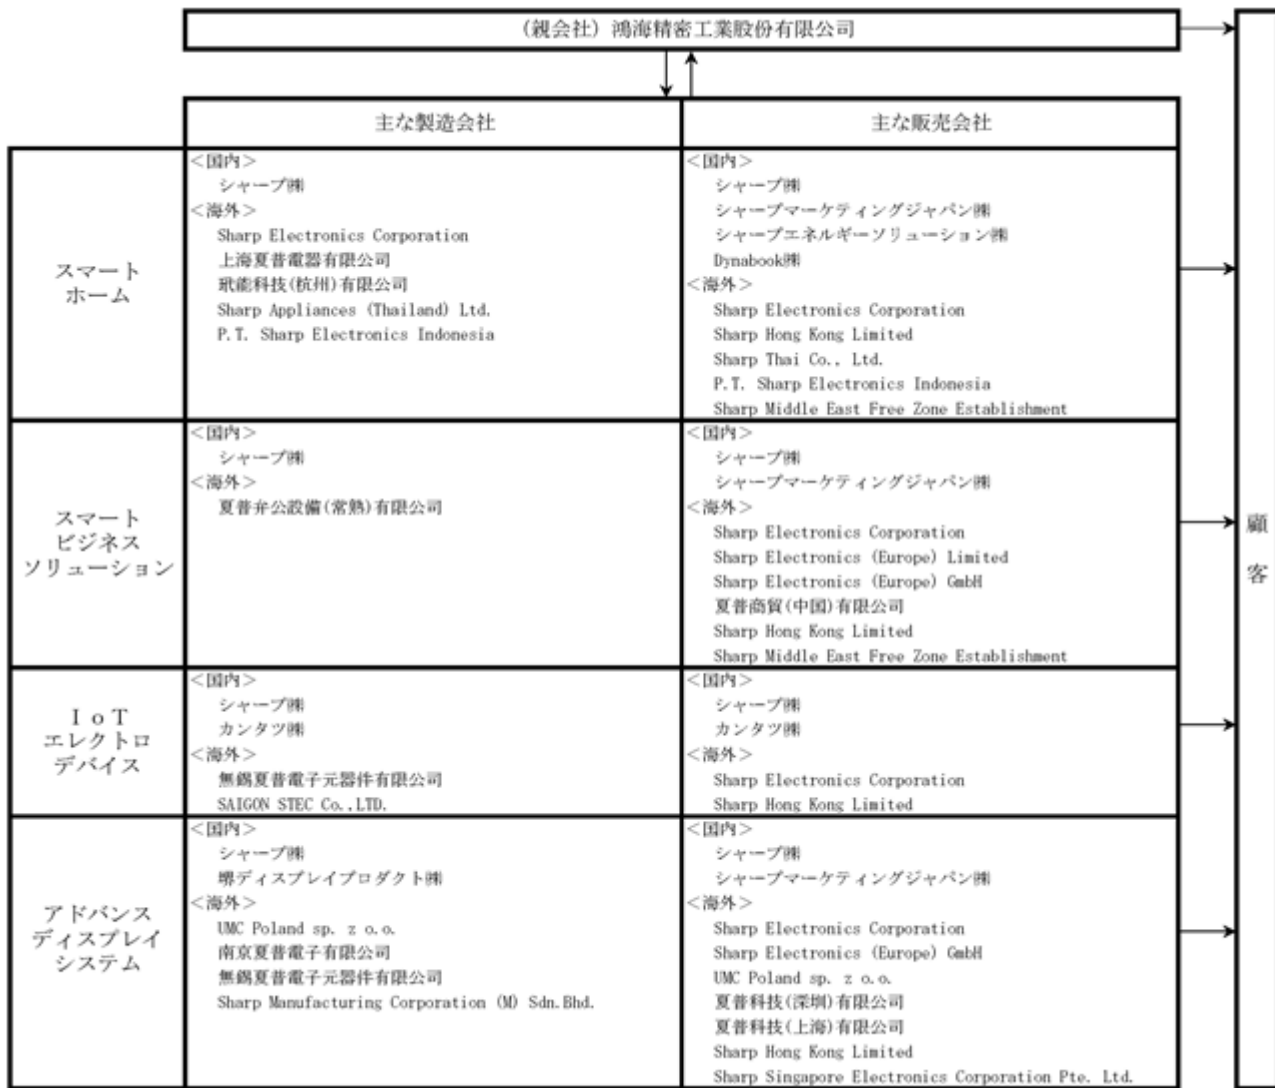 (親会社) 鴻海精密工業股份有限公司
主な製造会社
主な販売会社
スマート
ホーム
<国内>
シャープ㈱
<海外>
Sharp Electronics Corporation
上海夏普電器有限公司
玳能科技(杭州)有限公司
Sharp Appliances (Thailand) Ltd.
P.T. Sharp Electronics Indonesia
<国内>
シャープ㈱
シャープマーケティングジャパン㈱
シャープエネルギーソリューション㈱
Dynabook㈱
<海外>
Sharp Electronics Corporation
Sharp Hong Kong Limited
Sharp Thai Co., Ltd.
P.T. Sharp Electronics Indonesia
Sharp Middle East Free Zone Establishment
スマート
ビジネス
ソリューション
<国内>
シャープ㈱
<海外>
夏普弁公設備(常熟)有限公司
<国内>
シャープ㈱
シャープマーケティングジャパン㈱
<海外>
Sharp Electronics Corporation
Sharp Electronics (Europe) Limited
Sharp Electronics (Europe) GmbH
夏普商貿(中国)有限公司
Sharp Hong Kong Limited
Sharp Middle East Free Zone Establishment
IoT
エレクトロ
デバイス
<国内>
シャープ㈱
カンタツ㈱
<海外>
無錫夏普電子元器件有限公司
SAIGON STEC Co.,LTD.
<国内>
シャープ㈱
カンタツ㈱
<海外>
Sharp Electronics Corporation
Sharp Hong Kong Limited
アドバンス
ディスプレイ
システム
<国内>
シャープ㈱
堺ディスプレイプロダクト㈱
<海外>
UMC Poland sp. z o.o.
南京夏普電子有限公司
無錫夏普電子元器件有限公司
Sharp Manufacturing Corporation (M) Sdn.Bhd.
<国内>
シャープ㈱
シャープマーケティングジャパン㈱
<海外>
Sharp Electronics Corporation
Sharp Electronics (Europe) GmbH
UMC Poland sp. z o.o.
夏普科技(深圳)有限公司
夏普科技(上海)有限公司
Sharp Hong Kong Limited
Sharp Singapore Electronics Corporation Pte. Ltd.
顧
客